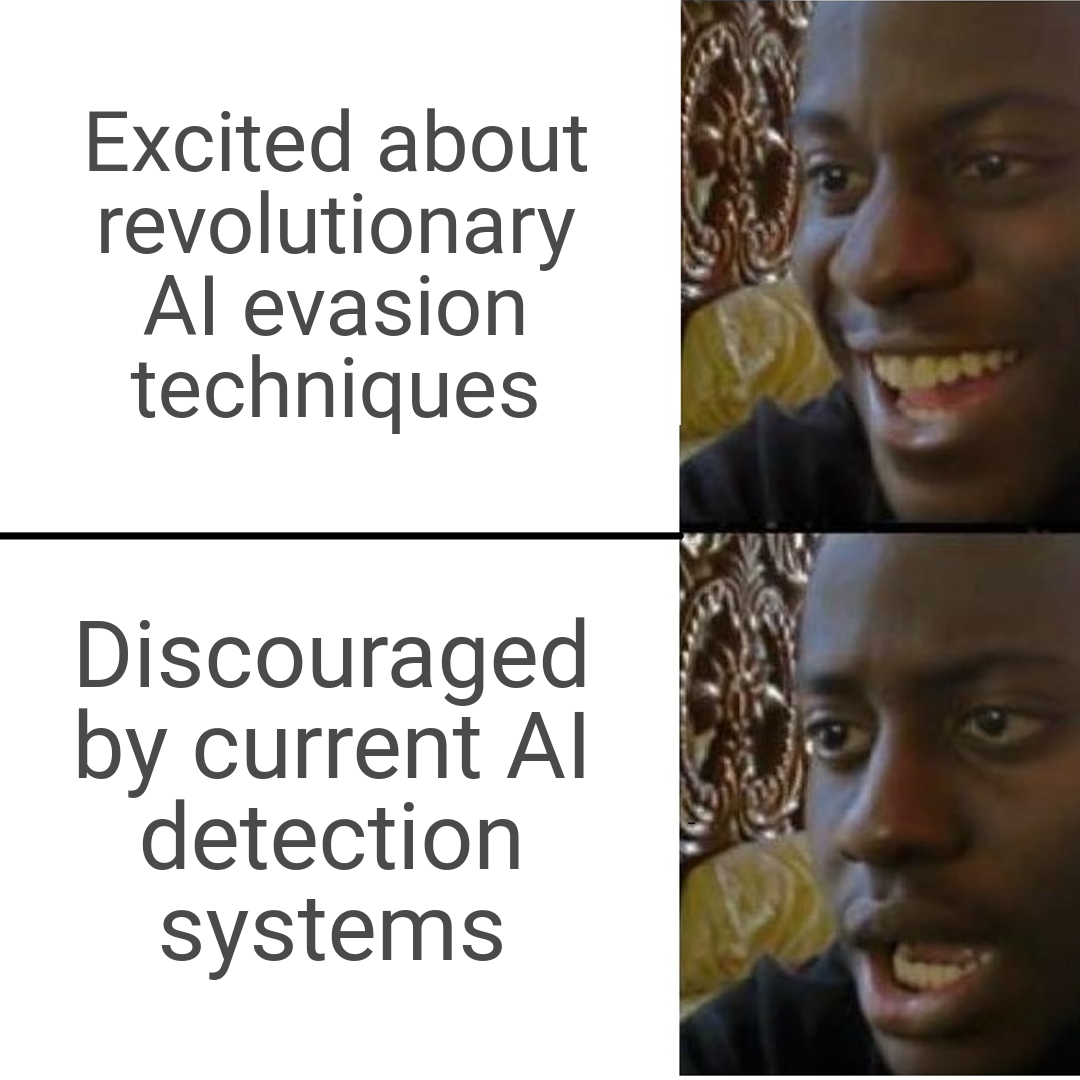 Excited about
revolutionary
AI evasion
techniques
Discouraged
by current AI
detection
systems